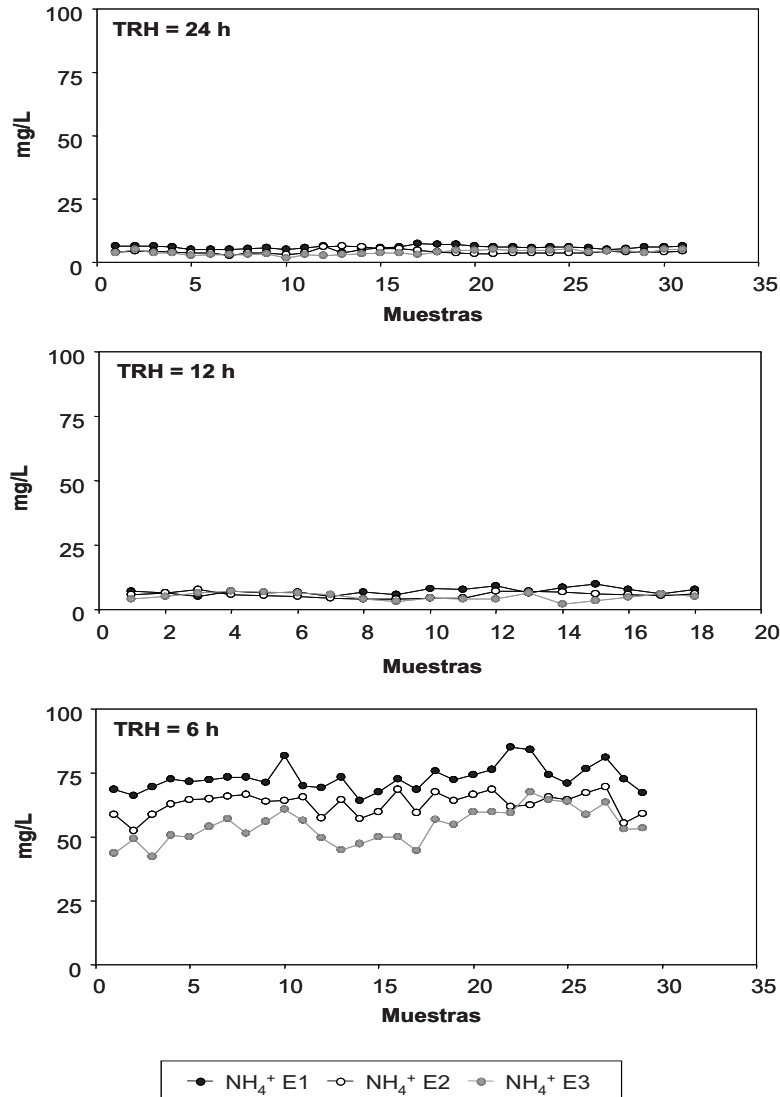 TRH = 24 h
100
75
50
25
0
mg/L
0 5 10 15 20 25 30 35
Muestras
TRH = 12 h
100
75
50
25
0
mg/L
0 2 4 6 8 10 12 14 16 18 20
Muestras
TRH = 6 h
100
75
50
25
0
mg/L
0 5 10 15 20 25 30 35
Muestras
NH₄⁺ E1 NH₄⁺ E2 NH₄⁺ E3